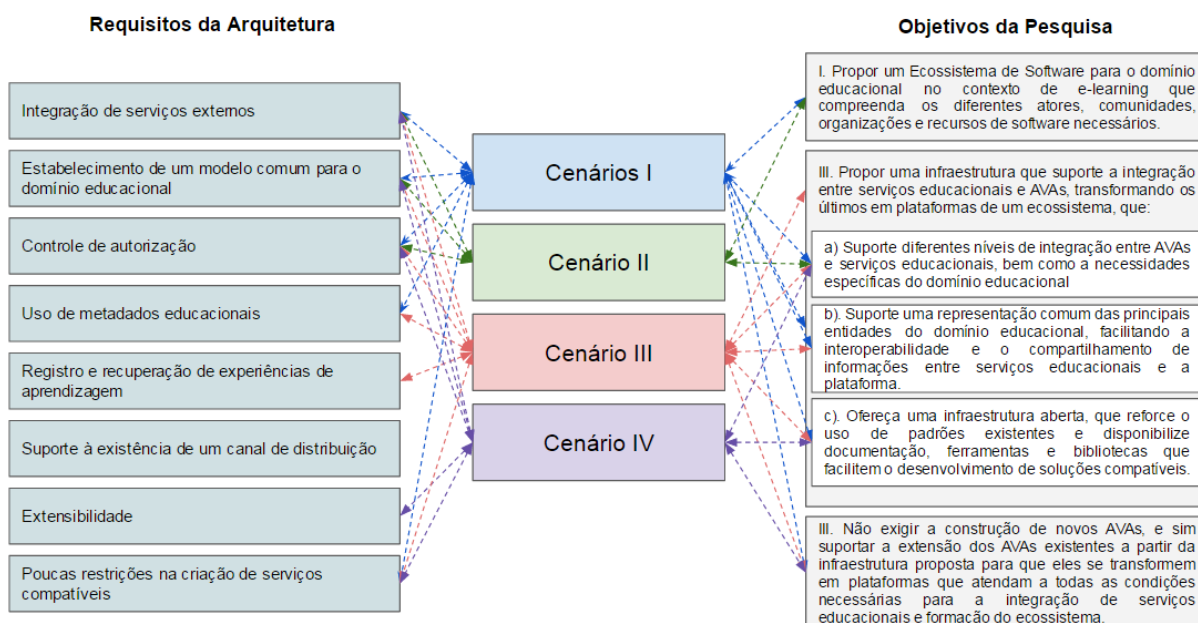 Requisitos da Arquitetura
Integração de serviços externos
Estabelecimento de um modelo comum para o
domínio educacional
Controle de autorização
Uso de metadados educacionais
Registro e recuperação de experiências de
aprendizagem
Suporte à existência de um canal de distribuição
Extensibilidade
Poucas restrições na criação de serviços
compatíveis
Cenários I
Cenário II
Cenário III
Cenário IV
Objetivos da Pesquisa
I. Propor um Ecossistema de Software para o domínio
educacional no contexto de e-learning que
compreenda os diferentes atores, comunidades,
organizações e recursos de software necessários.
III. Propor uma infraestrutura que suporte a integração
entre serviços educacionais e AVAs, transformando os
últimos em plataformas de um ecossistema, que:
a) Suporte diferentes níveis de integração entre AVAs
e serviços educacionais, bem como a necessidades
específicas do domínio educacional
b). Suporte uma representação comum das principais
entidades do domínio educacional, facilitando a
interoperabilidade e o compartilhamento de
informações entre serviços educacionais e a
plataforma.
c). Ofereça uma infraestrutura aberta, que reforce o
uso de padrões existentes e disponibilize
documentação, ferramentas e bibliotecas que
facilitem o desenvolvimento de soluções compatíveis.
III. Não exigir a construção de novos AVAs, e sim
suportar a extensão dos AVAs existentes a partir da
infraestrutura proposta para que eles se transformem
em plataformas que atendam a todas as condições
necessárias para a integração de serviços
educacionais e formação do ecossistema.